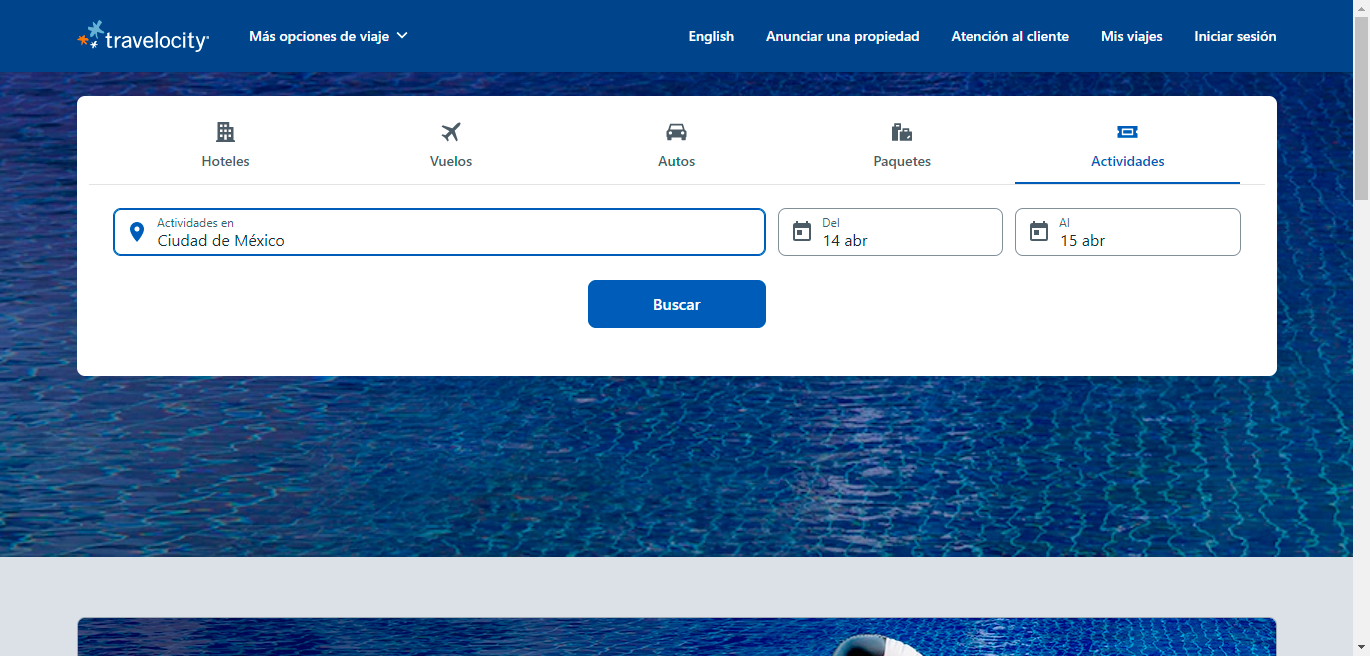 travelocity
Más opciones de viaje
English
Anunciar una propiedad
Atención al cliente
Mis viajes
Iniciar sesión
Hoteles
Vuelos
Autos
Paquetes
Actividades
Actividades en
Ciudad de México
Del
14 abr
Al
15 abr
Buscar